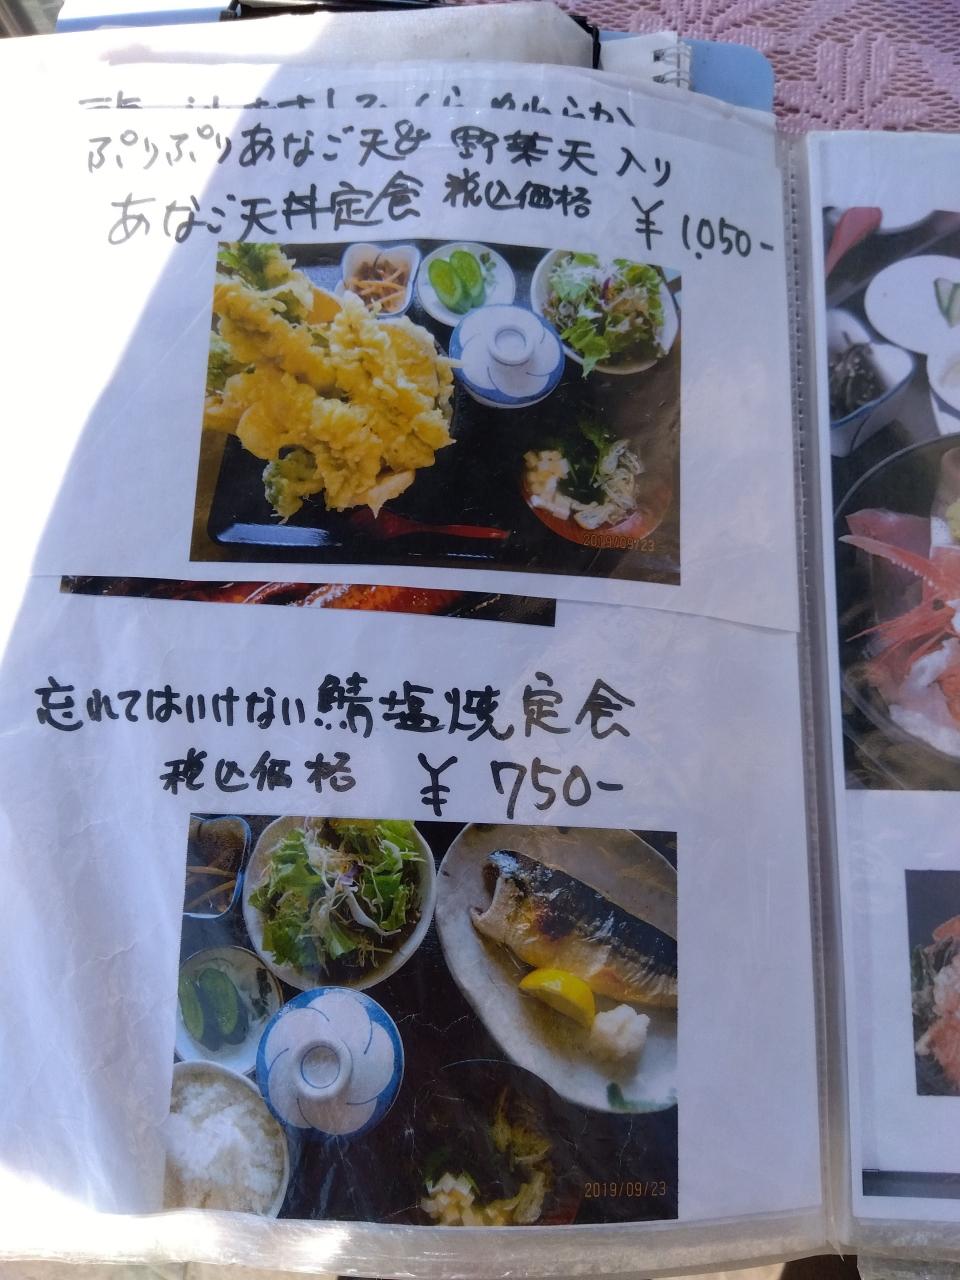 ぷりぷりあなご天& 野菜天 入り
あなご天丼定食 税込価格 ¥1,050-
2019/09/23
忘れてはいけない鯖塩焼定食
税込価格 ¥750-
2019/09/23